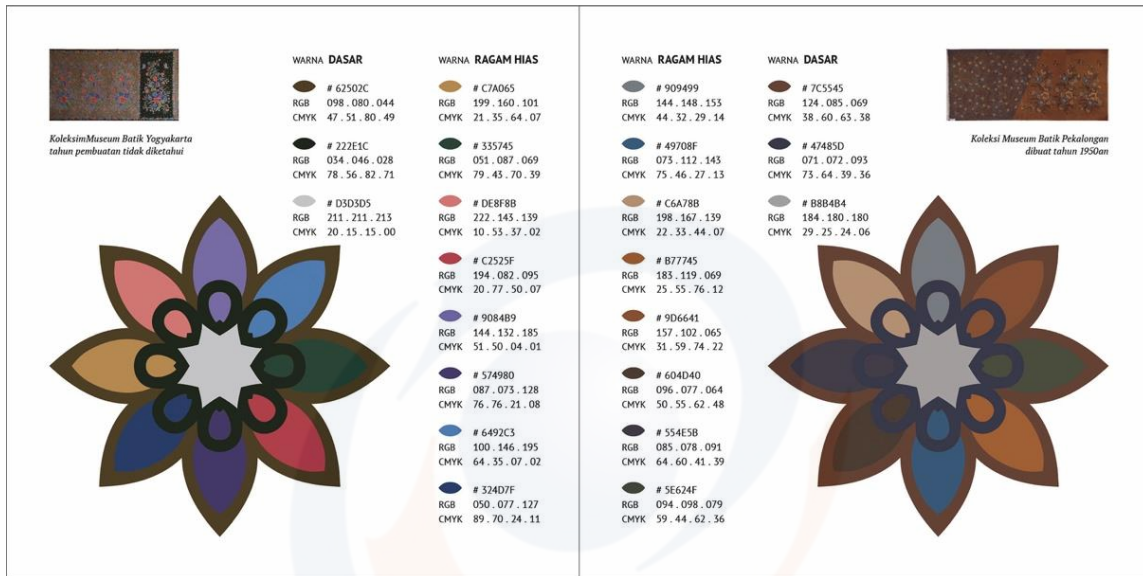 KoleksimMuseum Batik Yogyakarta
tahun pembuatan tidak diketahui
WARNA DASAR
# 62502C
RGB 098 . 080 . 044
CMYK 47 . 51 . 80 . 49
# 222E1C
RGB 034 . 046 . 028
CMYK 78 . 56 . 82 . 71
# D3D3D5
RGB 211 . 211 . 213
CMYK 20 . 15 . 15 . 00
WARNA RAGAM HIAS
# C7A065
RGB 199 . 160 . 101
CMYK 21 . 35 . 64 . 07
# 335745
RGB 051 . 087 . 069
CMYK 79 . 43 . 70 . 39
# DE8F8B
RGB 222 . 143 . 139
CMYK 10 . 53 . 37 . 02
# C2525F
RGB 194 . 082 . 095
CMYK 20 . 77 . 50 . 07
# 9084B9
RGB 144 . 132 . 185
CMYK 51 . 50 . 04 . 01
# 574980
RGB 087 . 073 . 128
CMYK 76 . 76 . 21 . 08
# 6492C3
RGB 100 . 146 . 195
CMYK 64 . 35 . 07 . 02
# 324D7F
RGB 050 . 077 . 127
CMYK 89 . 70 . 24 . 11
WARNA RAGAM HIAS
# 909499
RGB 144 . 148 . 153
CMYK 44 . 32 . 29 . 14
# 49708F
RGB 073 . 112 . 143
CMYK 75 . 46 . 27 . 13
# C6A78B
RGB 198 . 167 . 139
CMYK 22 . 33 . 44 . 07
# B77745
RGB 183 . 119 . 069
CMYK 25 . 55 . 76 . 12
# 9D6641
RGB 157 . 102 . 065
CMYK 31 . 59 . 74 . 22
# 604D40
RGB 096 . 077 . 064
CMYK 50 . 55 . 62 . 48
# 554E5B
RGB 085 . 078 . 091
CMYK 64 . 60 . 41 . 39
# 5E624F
RGB 094 . 098 . 079
CMYK 59 . 44 . 62 . 36
WARNA DASAR
# 7C5545
RGB 124 . 085 . 069
CMYK 38 . 60 . 63 . 38
# 47485D
RGB 071 . 072 . 093
CMYK 73 . 64 . 39 . 36
# B8B4B4
RGB 184 . 180 . 180
CMYK 29 . 25 . 24 . 06
Koleksi Museum Batik Pekalongan
dibuat tahun 1950an